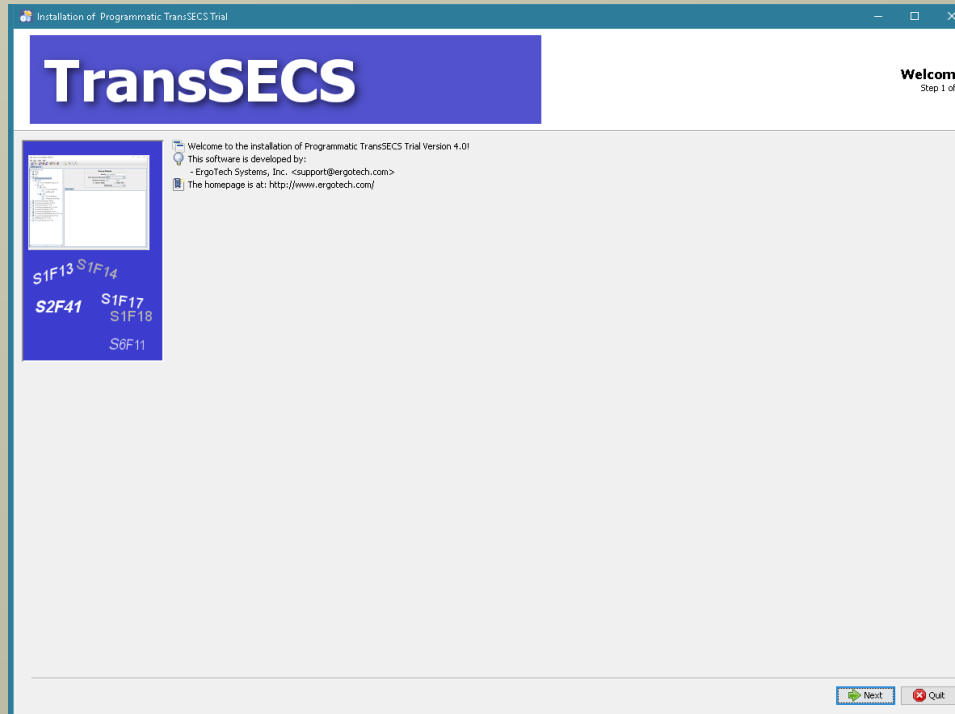 Installation of Programmatic TransSECS Trial
TransSECS
Welcom
Step 1 of
Welcome to the installation of Programmatic TransSECS Trial Version 4.0!
This software is developed by:
- ErgoTech Systems, Inc. <support@ergotech.com>
The homepage is at: http://www.ergotech.com/
S1F13 S1F14
S2F41 S1F17
S1F18
S6F11
Next Quit